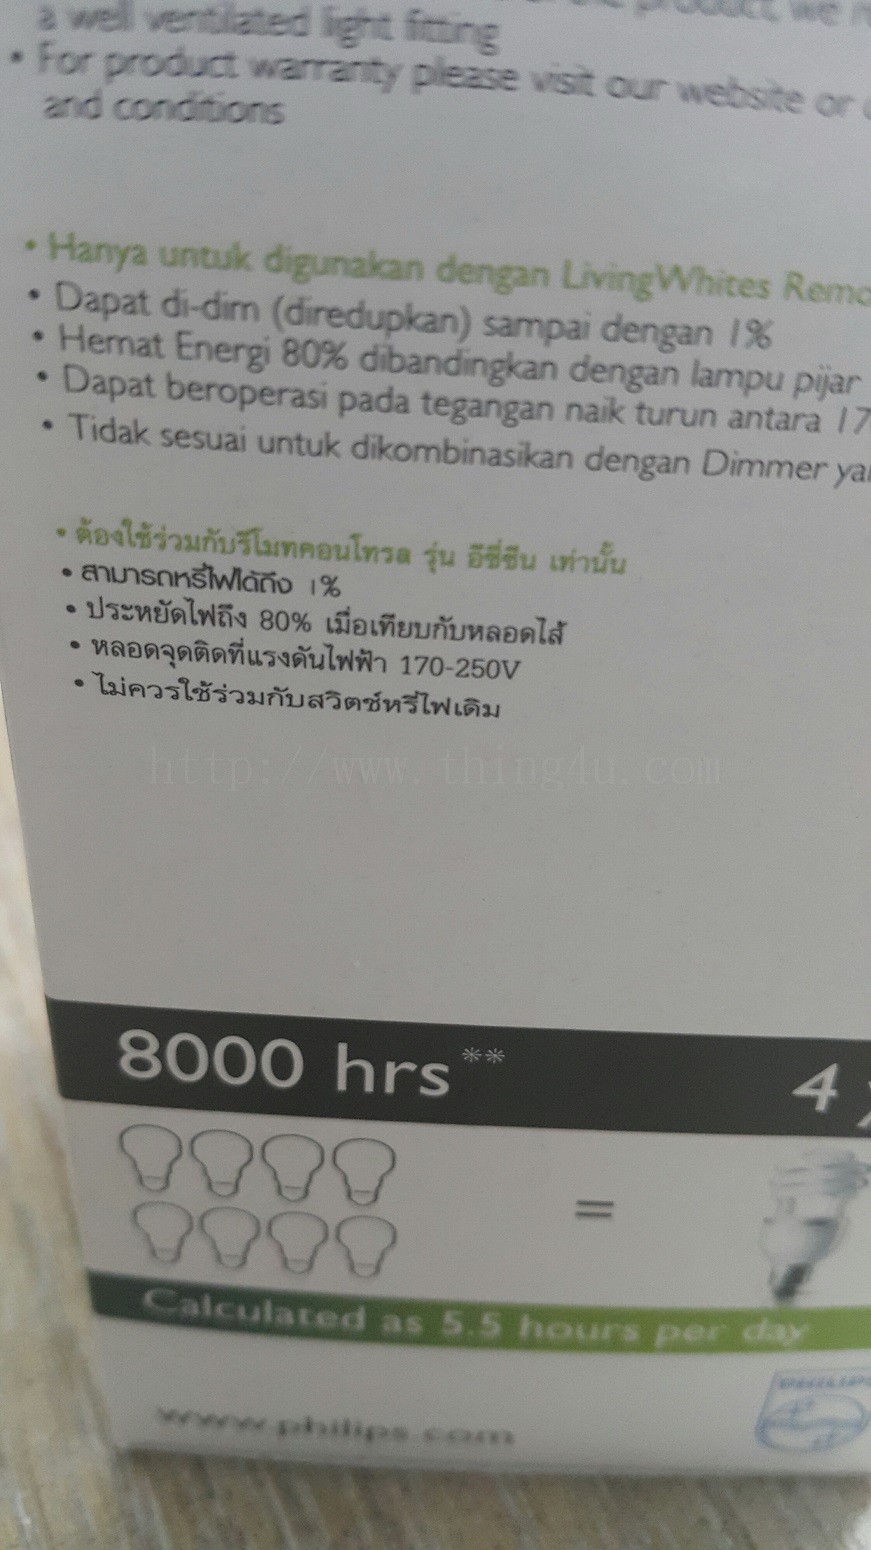 the product, we
a well ventilated light fitting
• For product warranty please visit our website or
and conditions
• Hanya untuk digunakan dengan LivingWhites Remo
• Dapat di-dim (diredupkan) sampai dengan 1%
• Hemat Energi 80% dibandingkan dengan lampu pijar
• Dapat beroperasi pada tegangan naik turun antara 17
• Tidak sesuai untuk dikombinasikan dengan Dimmer ya
• ต้องใช้ร่วมกับรีโมทคอนโทรล รุ่น อีซี่ซีน เท่านั้น
• สามารถหรี่ไฟได้ถึง 1%
• ประหยัดไฟถึง 80% เมื่อเทียบกับหลอดไส้
• หลอดจุดติดที่แรงดันไฟฟ้า 170-250V
• ไม่ควรใช้ร่วมกับสวิตช์หรี่ไฟเดิม
http://www.thing4u.com
8000 hrs** 4
=
Calculated as 5.5 hours per day
PHILIPS
www.philips.com